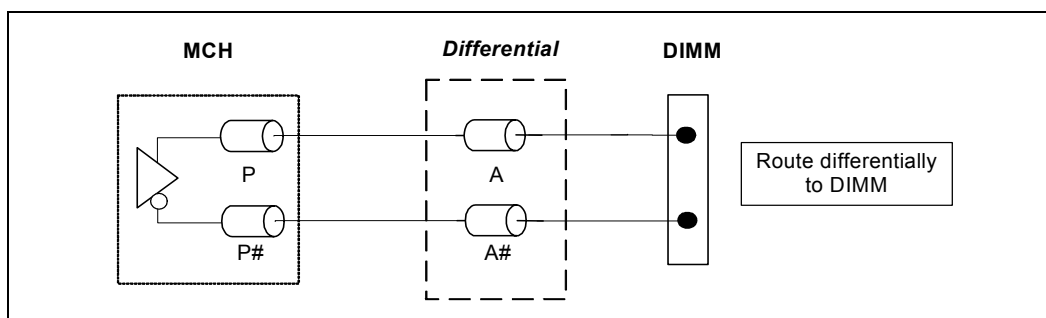 MCH
Differential
DIMM
P
A
Route differentially
to DIMM
P#
A#